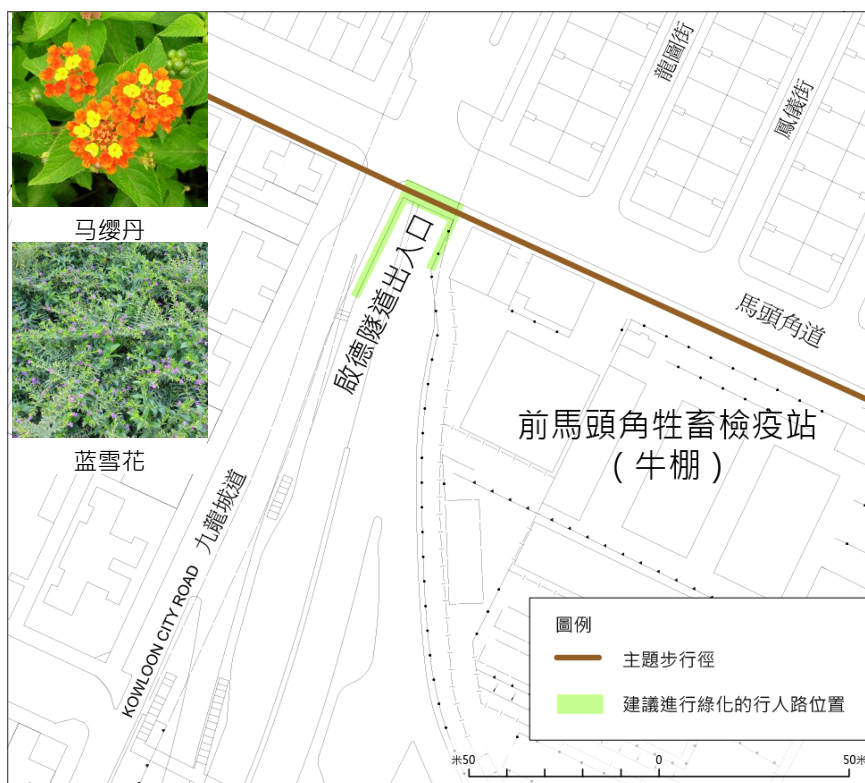 马缨丹
蓝雪花
龍圖街
鳳儀街
啟德隧道出入口
馬頭角道
前馬頭角牲畜檢疫站
（牛棚）
KOWLOON CITY ROAD 九龍城道
圖例
主題步行徑
建議進行綠化的行人路位置
米50 0 50米